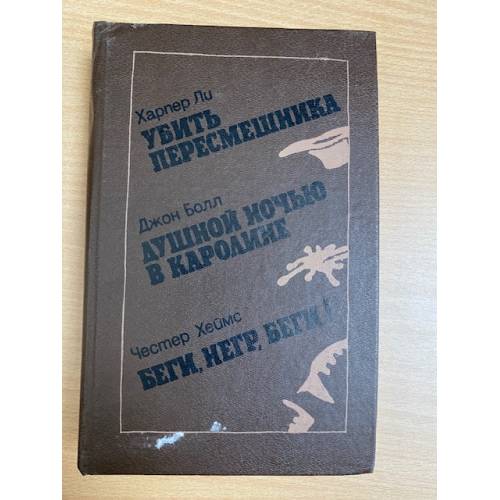 Харпер Ли
УБИТЬ
ПЕРЕСМЕШНИКА
Джон Болл
ДУШНОЙ НОЧЬЮ
В КАРОЛИНЕ
Честер Хеймс
БЕГИ, НЕГР, БЕГИ!